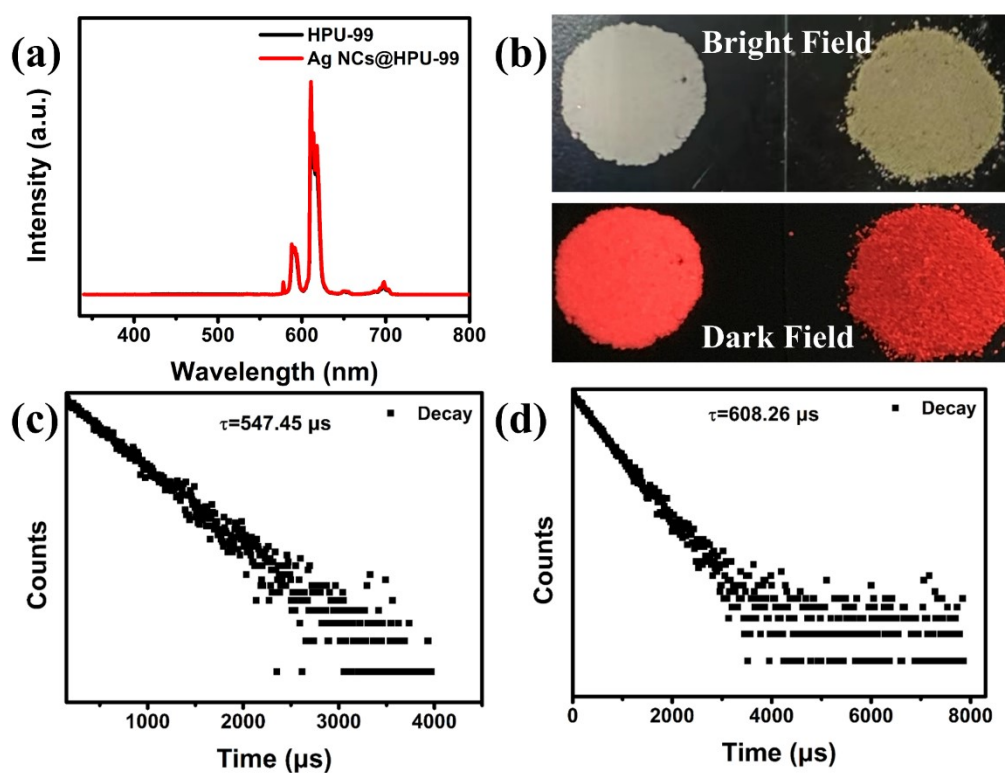 (a)
HPU-99
Ag NCs@HPU-99
Intensity (a.u.)
400 500 600 700 800
Wavelength (nm)
(b)
Bright Field
Dark Field
(c)
τ=547.45 μs
Decay
Counts
1000 2000 3000 4000
Time (μs)
(d)
τ=608.26 μs
Decay
Counts
0 2000 4000 6000 8000
Time (μs)